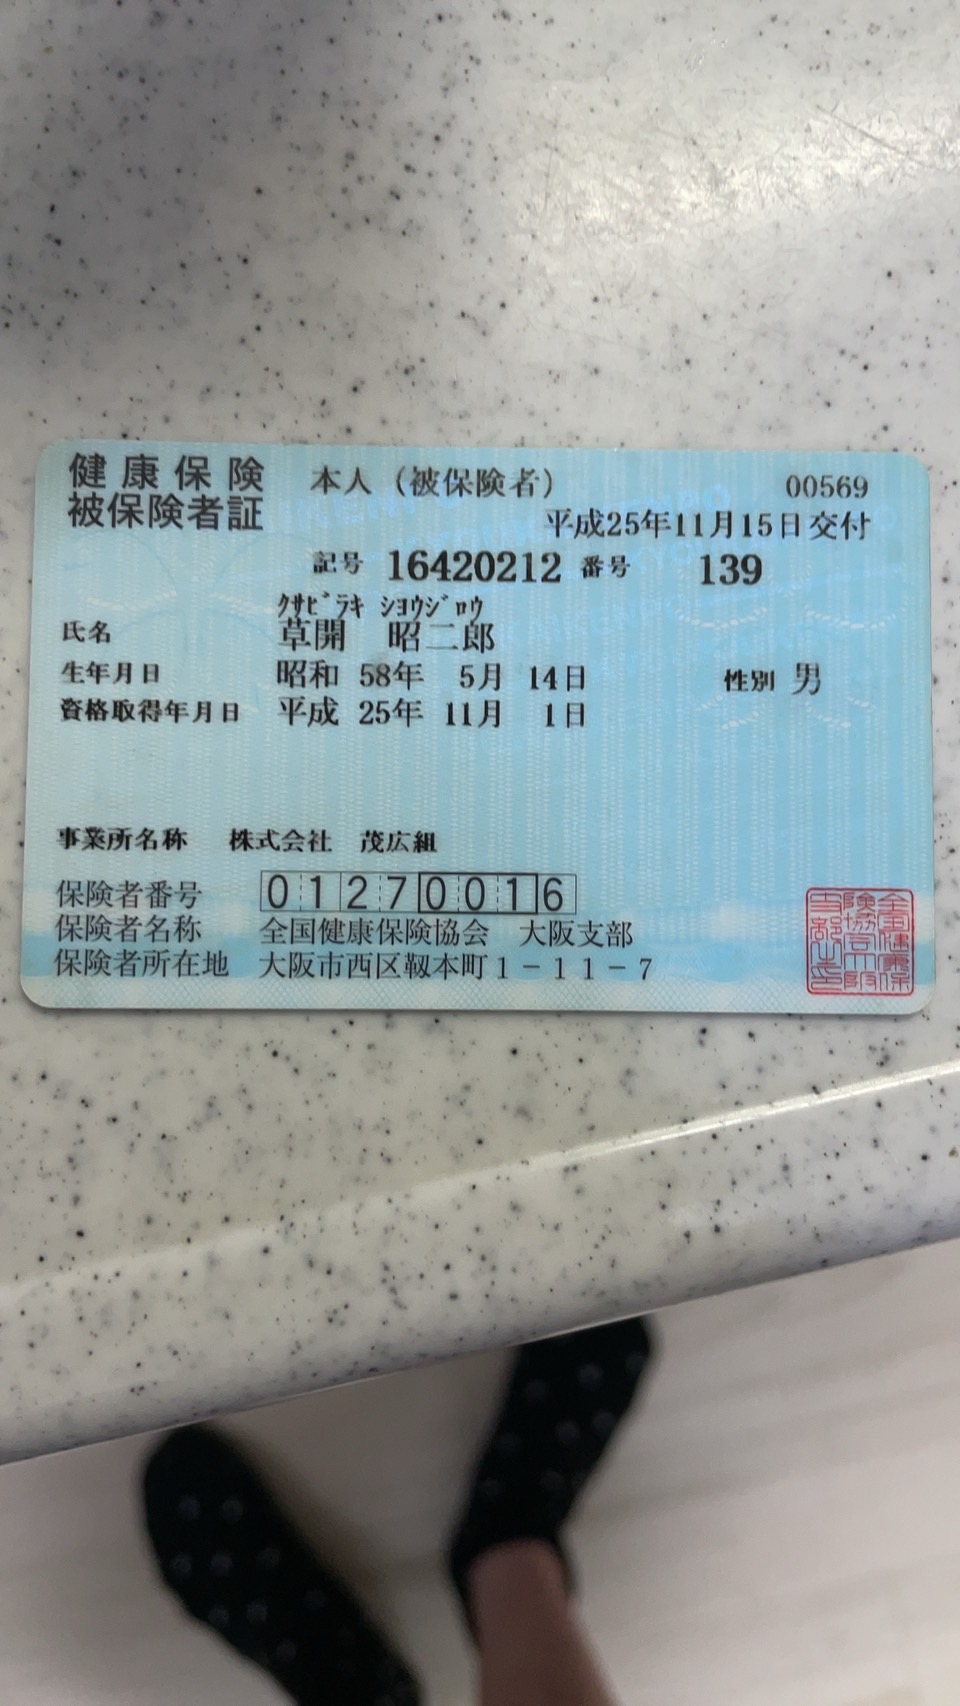 健康保険 本人（被保険者） 00569
被保険者証 平成25年11月15日交付
記号 16420212 番号 139
ｸｻﾋﾞﾗｷ ｼﾖｳｼﾞﾛｳ
氏名 草開 昭二郎
生年月日 昭和 58年 5月 14日 性別 男
資格取得年月日 平成 25年 11月 1日
事業所名称 株式会社 茂広組
保険者番号 01270016
保険者名称 全国健康保険協会 大阪支部
保険者所在地 大阪市西区靱本町１－１１－７